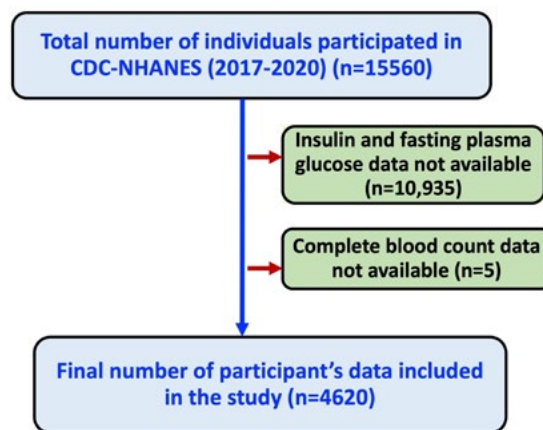 Total number of individuals participated in
CDC-NHANES (2017-2020) (n=15560)
Insulin and fasting plasma
glucose data not available
(n=10,935)
Complete blood count data
not available (n=5)
Final number of participant's data included
in the study (n=4620)